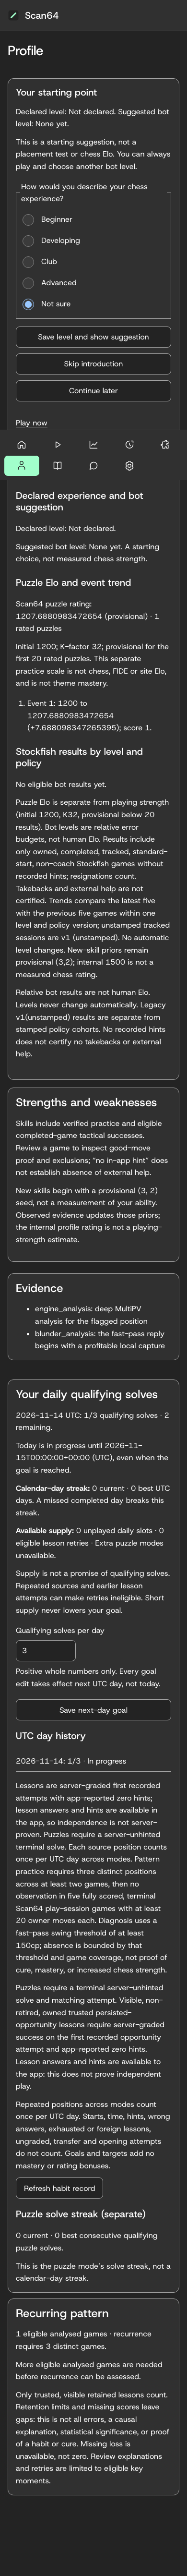 Scan64
Profile
Your starting point
Declared level: Not declared. Suggested bot
level: None yet.
This is a starting suggestion, not a
placement test or chess Elo. You can always
play and choose another bot level.
How would you describe your chess
experience?
Beginner
Developing
Club
Advanced
Not sure
Save level and show suggestion
Skip introduction
Continue later
Play now
Declared experience and bot
suggestion
Declared level: Not declared.
Suggested bot level: None yet. A starting
choice, not measured chess strength.
Puzzle Elo and event trend
Scan64 puzzle rating:
1207.6880983472654 (provisional) · 1
rated puzzles
Initial 1200; K-factor 32; provisional for the
first 20 rated puzzles. This separate
practice scale is not chess, FIDE or site Elo,
and is not theme mastery.
1. Event 1: 1200 to
1207.6880983472654
(+7.688098347265395); score 1.
Stockfish results by level and
policy
No eligible bot results yet.
Puzzle Elo is separate from playing strength
(initial 1200, K32, provisional below 20
results). Bot levels are relative error
budgets, not human Elo. Results include
only owned, completed, tracked, standard-
start, non-coach Stockfish games without
recorded hints; resignations count.
Takebacks and external help are not
certified. Trends compare the latest five
with the previous five games within one
level and policy version; unstamped tracked
sessions are v1 (unstamped). No automatic
level changes. New-skill priors remain
provisional (3,2); internal 1500 is not a
measured chess rating.
Relative bot results are not human Elo.
Levels never change automatically. Legacy
v1(unstamped) results are separate from
stamped policy cohorts. No recorded hints
does not certify no takebacks or external
help.
Strengths and weaknesses
Skills include verified practice and eligible
completed-game tactical successes.
Review a game to inspect good-move
proof and exclusions; “no in-app hint” does
not establish absence of external help.
New skills begin with a provisional (3, 2)
seed, not a measurement of your ability.
Observed evidence updates those priors;
the internal profile rating is not a playing-
strength estimate.
Evidence
• engine_analysis: deep MultiPV
analysis for the flagged position
• blunder_analysis: the fast-pass reply
begins with a profitable local capture
Your daily qualifying solves
2026-11-14 UTC: 1/3 qualifying solves · 2
remaining.
Today is in progress until 2026-11-
15T00:00:00+00:00 (UTC), even when the
goal is reached.
Calendar-day streak: 0 current · 0 best UTC
days. A missed completed day breaks this
streak.
Available supply: 0 unplayed daily slots · 0
eligible lesson retries · Extra puzzle modes
unavailable.
Supply is not a promise of qualifying solves.
Repeated sources and earlier lesson
attempts can make retries ineligible. Short
supply never lowers your goal.
Qualifying solves per day
3
Positive whole numbers only. Every goal
edit takes effect next UTC day, not today.
Save next-day goal
UTC day history
2026-11-14: 1/3 · In progress
Lessons are server-graded first recorded
attempts with app-reported zero hints;
lesson answers and hints are available in
the app, so independence is not server-
proven. Puzzles require a server-unhinted
terminal solve. Each source position counts
once per UTC day across modes. Pattern
practice requires three distinct positions
across at least two games, then no
observation in five fully scored, terminal
Scan64 play-session games with at least
20 owner moves each. Diagnosis uses a
fast-pass swing threshold of at least
150cp; absence is bounded by that
threshold and game coverage, not proof of
cure, mastery, or increased chess strength.
Puzzles require a terminal server-unhinted
solve and matching attempt. Visible, non-
retired, owned trusted persisted-
opportunity lessons require server-graded
success on the first recorded opportunity
attempt and app-reported zero hints.
Lesson answers and hints are available to
the app: this does not prove independent
play.
Repeated positions across modes count
once per UTC day. Starts, time, hints, wrong
answers, exhausted or foreign lessons,
ungraded, transfer and opening attempts
do not count. Goals and targets add no
mastery or rating bonuses.
Refresh habit record
Puzzle solve streak (separate)
0 current · 0 best consecutive qualifying
puzzle solves.
This is the puzzle mode’s solve streak, not a
calendar-day streak.
Recurring pattern
1 eligible analysed games · recurrence
requires 3 distinct games.
More eligible analysed games are needed
before recurrence can be assessed.
Only trusted, visible retained lessons count.
Retention limits and missing scores leave
gaps: this is not all errors, a causal
explanation, statistical significance, or proof
of a habit or cure. Missing loss is
unavailable, not zero. Review explanations
and retries are limited to eligible key
moments.